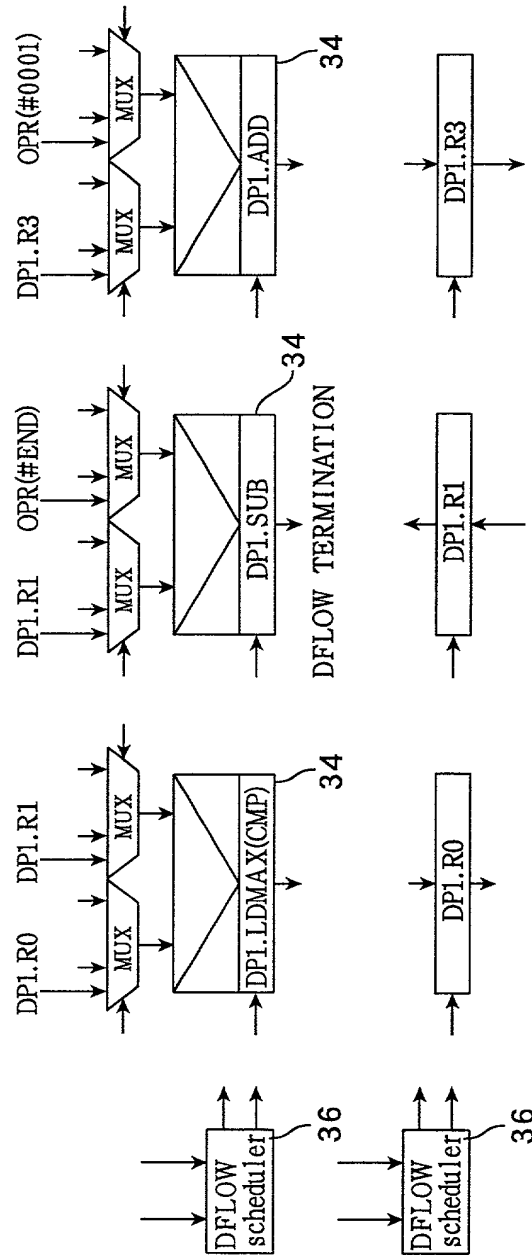 DP1.R0
DP1.R1
DP1.R1
OPR(#END)
DP1.R3
OPR(#0001)
MUX
MUX
MUX
MUX
MUX
MUX
DFLOW
scheduler
36
DP1.LDMAX(CMP)
34
DP1.SUB
34
DP1.ADD
34
DFLOW TERMINATION
DFLOW
scheduler
36
DP1.R0
DP1.R1
DP1.R3